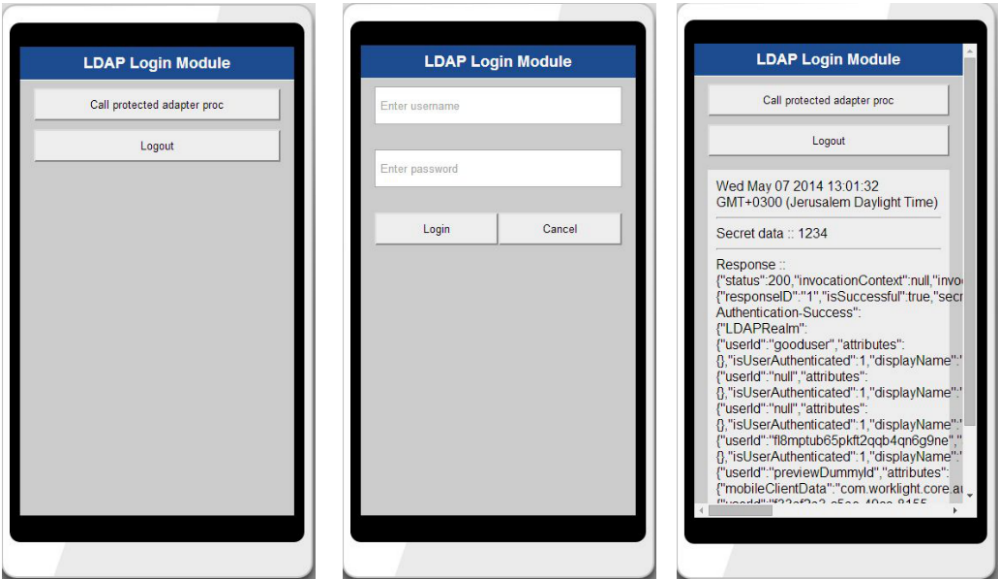 LDAP Login Module
Call protected adapter proc
Logout
LDAP Login Module
Enter username
Enter password
Login Cancel
LDAP Login Module
Call protected adapter proc
Logout
Wed May 07 2014 13:01:32
GMT+0300 (Jerusalem Daylight Time)
Secret data :: 1234
Response ::
{"status":200,"invocationContext":null,"invo
{"responseID":"1","isSuccessful":true,"secr
Authentication-Success":
{"LDAPRealm":
{"userId":"gooduser","attributes":
{},"isUserAuthenticated":1,"displayName":"
{"userId":"null","attributes":
{},"isUserAuthenticated":1,"displayName":"
{"userId":"null","attributes":
{},"isUserAuthenticated":1,"displayName":"
{"userId":"fl8mptub65pkft2qqb4qn6g9ne","
{},"isUserAuthenticated":1,"displayName":"
{"userId":"previewDummyId","attributes":
{"mobileClientData":"com.worklight.core.au